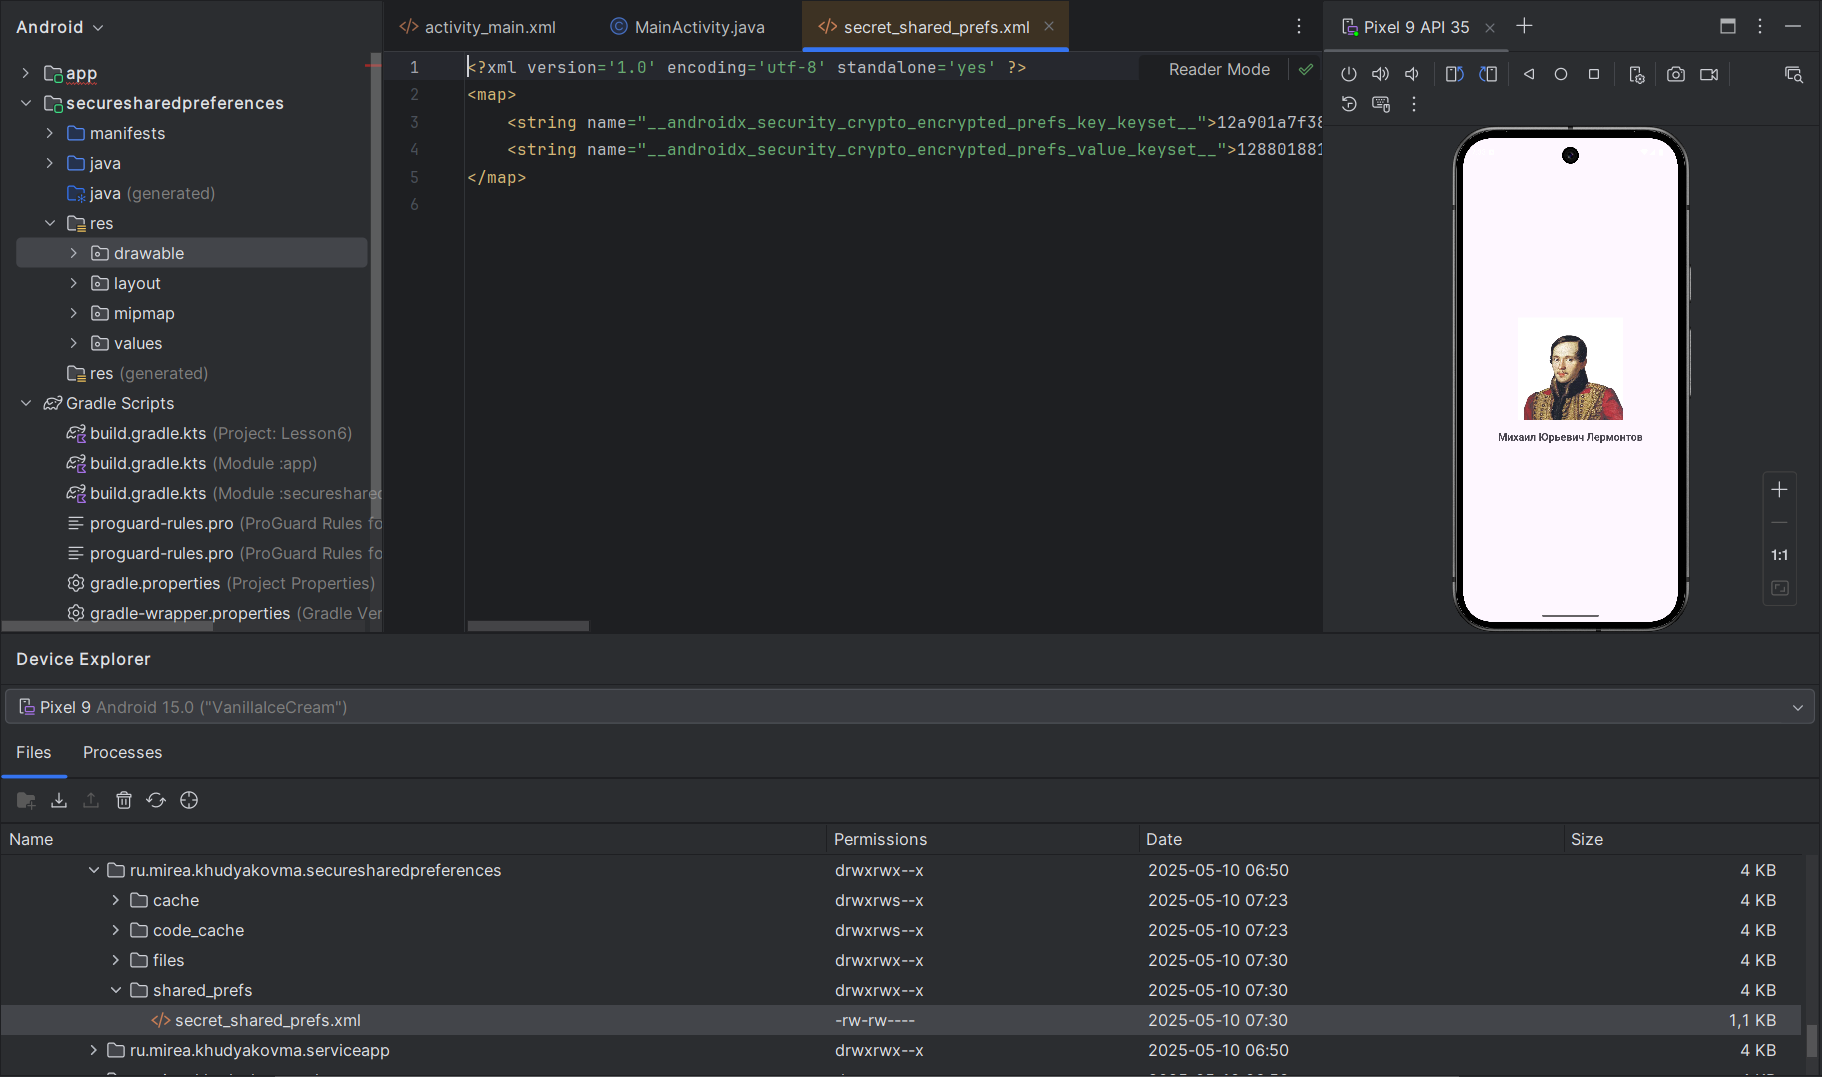 Android
activity_main.xml
MainActivity.java
secret_shared_prefs.xml
Pixel 9 API 35
app
securesharedpreferences
manifests
java
java (generated)
res
drawable
layout
mipmap
values
res (generated)
Gradle Scripts
build.gradle.kts (Project: Lesson6)
build.gradle.kts (Module :app)
build.gradle.kts (Module :secureshared
proguard-rules.pro (ProGuard Rules fo
proguard-rules.pro (ProGuard Rules fo
gradle.properties (Project Properties)
gradle-wrapper.properties (Gradle Ver
1 <?xml version='1.0' encoding='utf-8' standalone='yes' ?>
Reader Mode
2 <map>
3 <string name="__androidx_security_crypto_encrypted_prefs_key_keyset__">12a901a7f38
4 <string name="__androidx_security_crypto_encrypted_prefs_value_keyset__">128801881
5 </map>
6
Михаил Юрьевич Лермонтов
1:1
Device Explorer
Pixel 9 Android 15.0 ("VanillaIceCream")
Files Processes
Name Permissions Date Size
ru.mirea.khudyakovma.securesharedpreferences drwxrwx--x 2025-05-10 06:50 4 KB
cache drwxrws--x 2025-05-10 07:23 4 KB
code_cache drwxrws--x 2025-05-10 07:23 4 KB
files drwxrwx--x 2025-05-10 07:30 4 KB
shared_prefs drwxrwx--x 2025-05-10 07:30 4 KB
secret_shared_prefs.xml -rw-rw---- 2025-05-10 07:30 1,1 KB
ru.mirea.khudyakovma.serviceapp drwxrwx--x 2025-05-10 06:50 4 KB